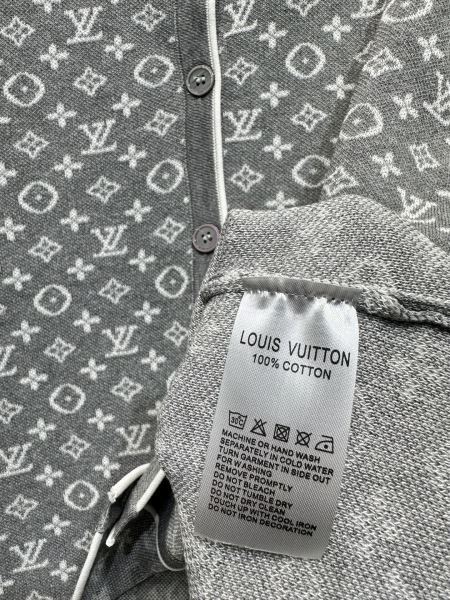 LOUIS VUITTON
100% COTTON
30°C
MACHINE OR HAND WASH
SEPARATELY IN COLD WATER
TURN GARMENT IN SIDE OUT
FOR WASHING
REMOVE PROMPTLY
DO NOT BLEACH
DO NOT TUMBLE DRY
DO NOT DRY CLEAN
TOUCH UP WITH COOL IRON
DO NOT IRON DECORATION